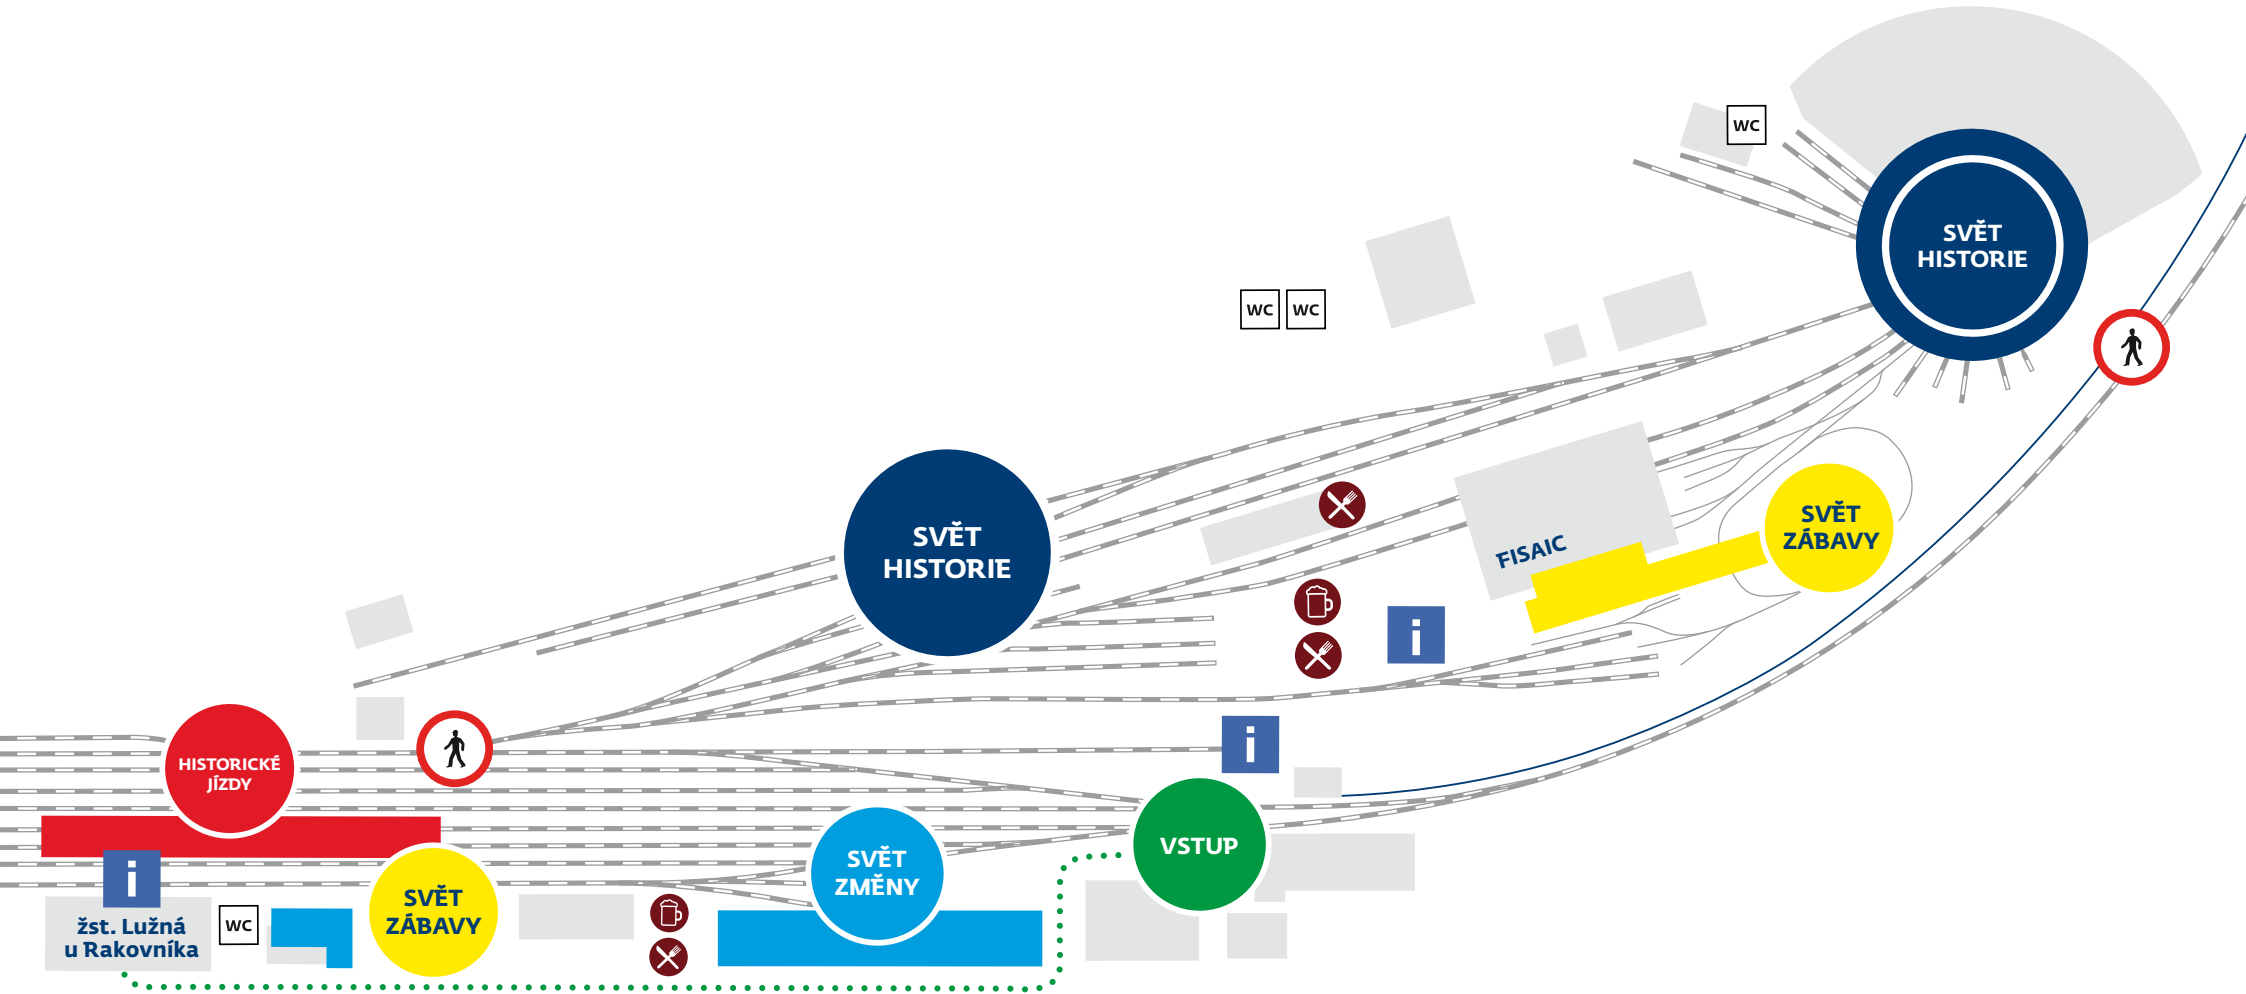 WC
SVĚT
HISTORIE
WC WC
SVĚT
HISTORIE
SVĚT
ZÁBAVY
FISAIC
i
HISTORICKÉ
JÍZDY
i
VSTUP
SVĚT
ZMĚNY
i
SVĚT
ZÁBAVY
žst. Lužná
u Rakovníka
WC